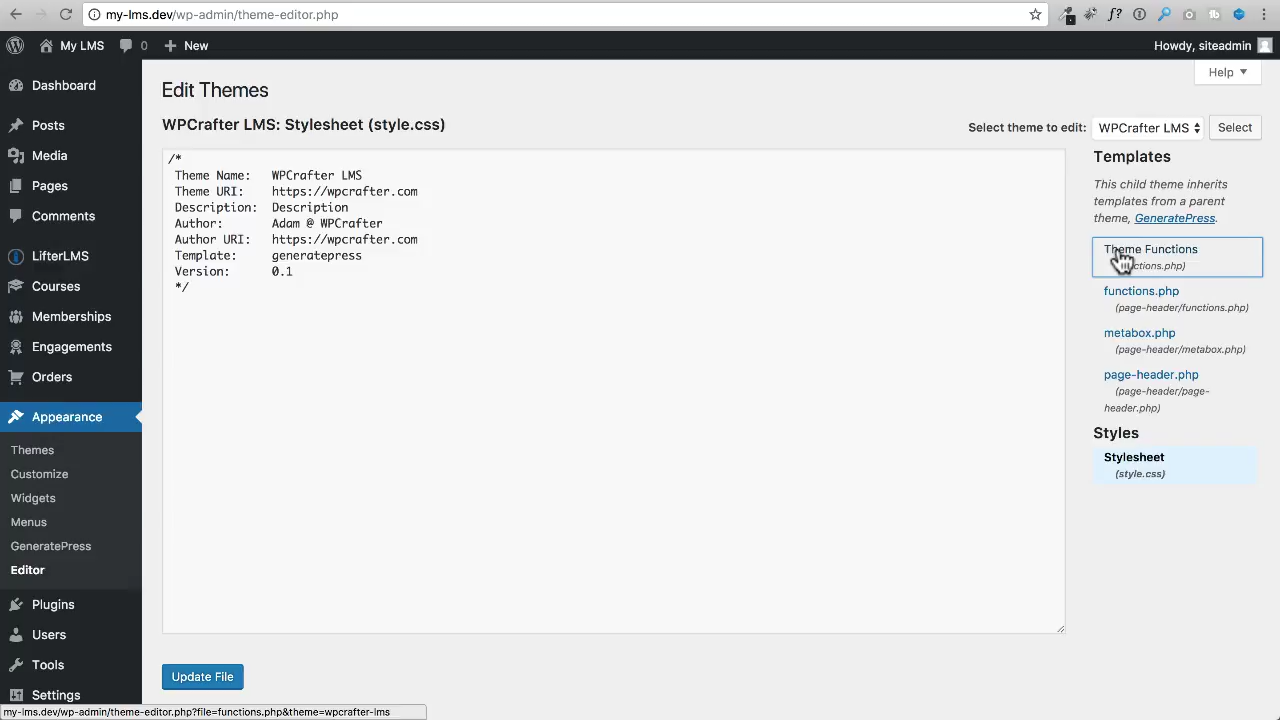 my-lms.dev/wp-admin/theme-editor.php
My LMS 0 New Howdy, siteadmin
Help
Dashboard
Posts
Media
Pages
Comments
LifterLMS
Courses
Memberships
Engagements
Orders
Appearance
Themes
Customize
Widgets
Menus
GeneratePress
Editor
Plugins
Users
Tools
Settings
Edit Themes
WPCrafter LMS: Stylesheet (style.css)
Select theme to edit: WPCrafter LMS Select
/*
Theme Name: WPCrafter LMS
Theme URI: https://wpcrafter.com
Description: Description
Author: Adam @ WPCrafter
Author URI: https://wpcrafter.com
Template: generatepress
Version: 0.1
*/
Update File
Templates
This child theme inherits
templates from a parent
theme, GeneratePress.
Theme Functions
functions.php
(page-header/functions.php)
metabox.php
(page-header/metabox.php)
page-header.php
(page-header/page-
header.php)
Styles
Stylesheet
(style.css)
my-lms.dev/wp-admin/theme-editor.php?file=functions.php&theme=wpcrafter-lms